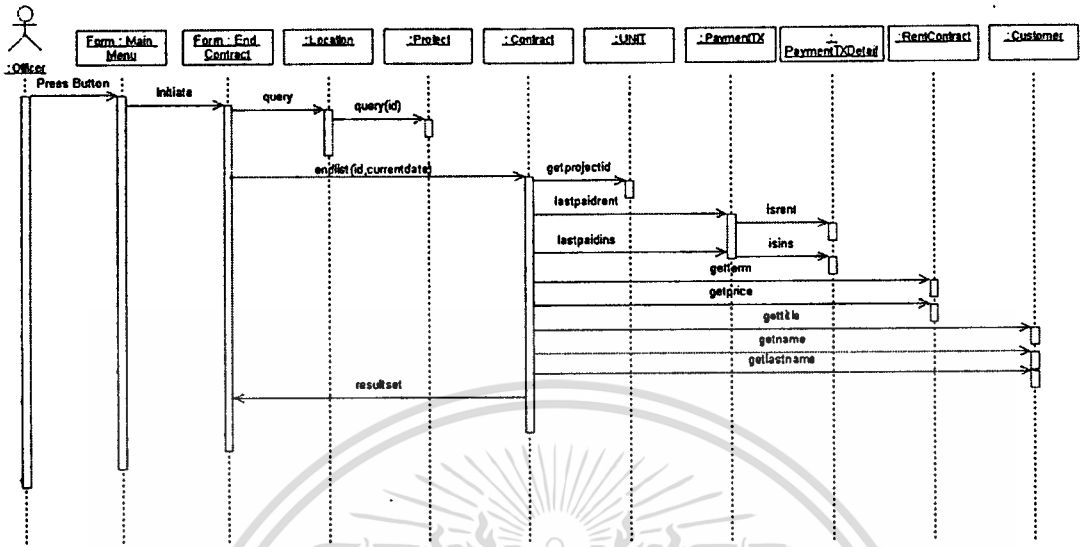 :Officer
Form : Main
Menu
Form : End
Contract
:Location
:Project
: Contract
:UNIT
: PaymentTX
:
PaymentTXDetail
:RentContract
: Customer
Press Button
Initiate
query
query(id)
endlist(id,currentdate)
getprojectid
lastpaidrent
isrent
lastpaidins
isins
getterm
getprice
gettitle
getname
getlastname
resultset